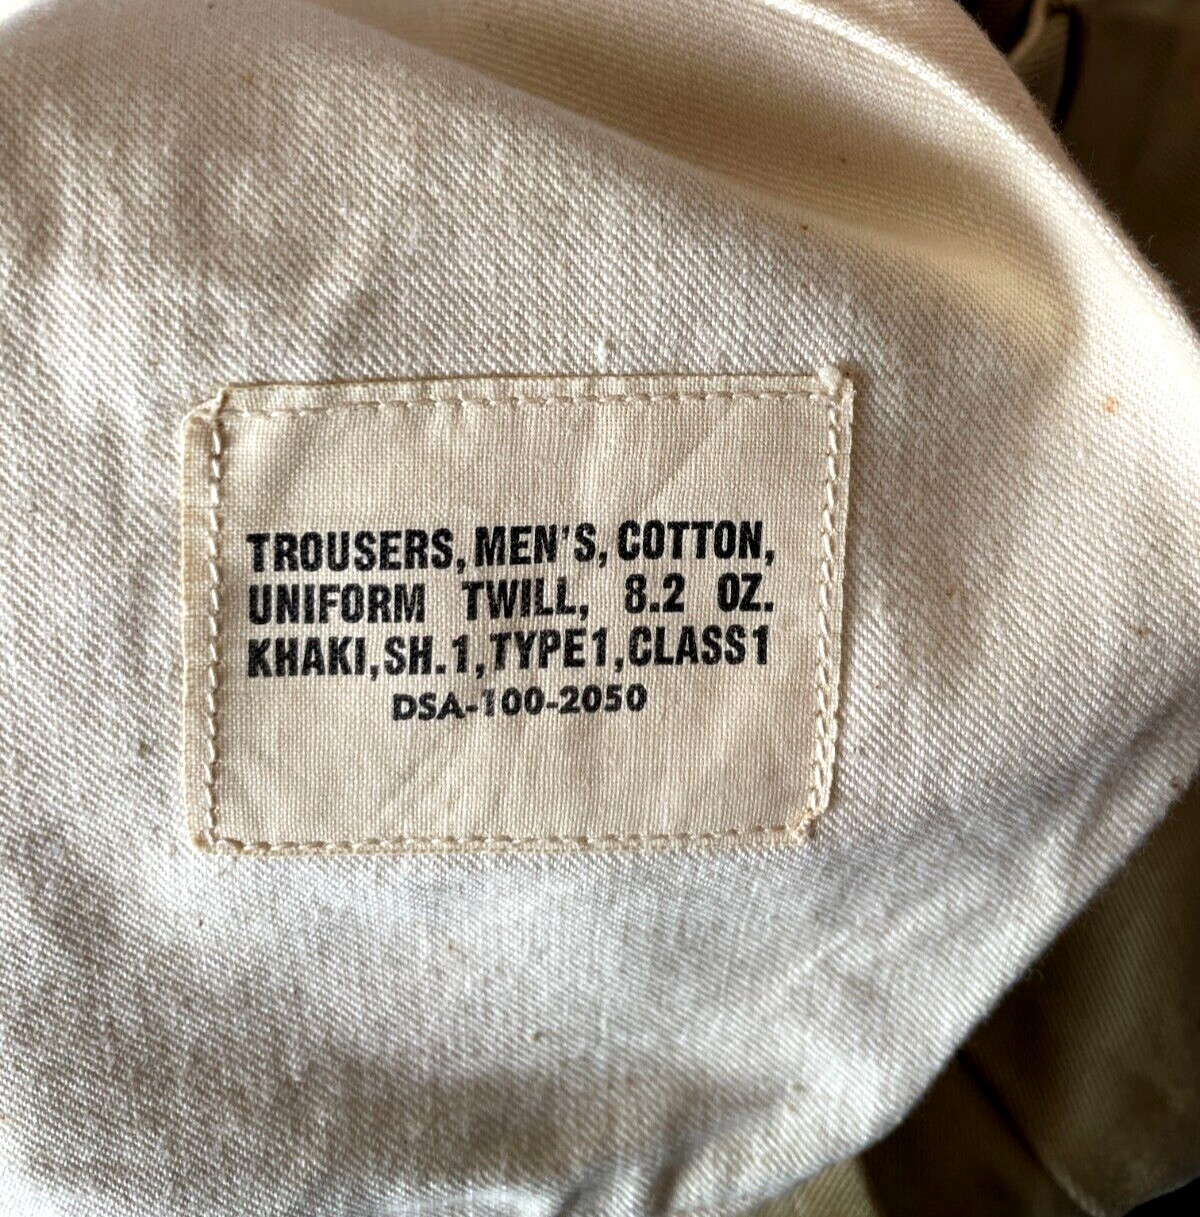 TROUSERS, MEN'S, COTTON,
UNIFORM TWILL, 8.2 OZ.
KHAKI, SH.1, TYPE1, CLASS1
DSA-100-2050